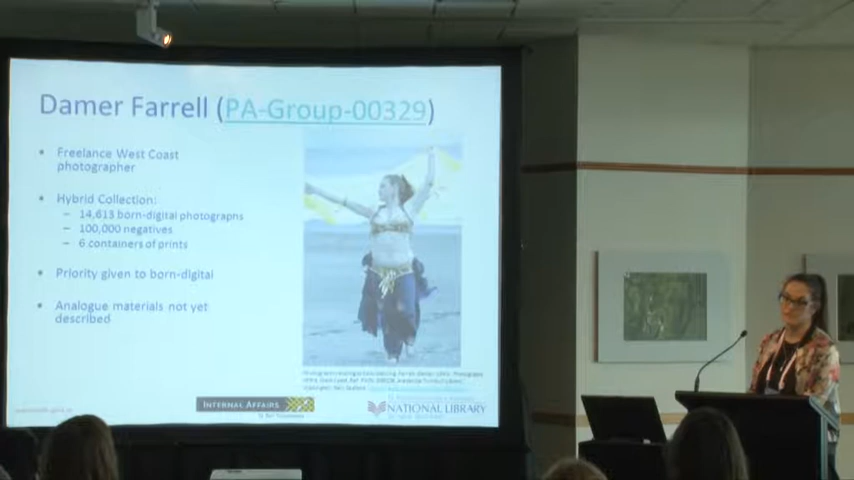 Damer Farrell (PA-Group-00329)
• Freelance West Coast
photographer
• Hybrid Collection:
– 14,613 born-digital photographs
– 100,000 negatives
– 6 containers of prints
• Priority given to born-digital
• Analogue materials not yet
described
INTERNAL AFFAIRS
NATIONAL LIBRARY